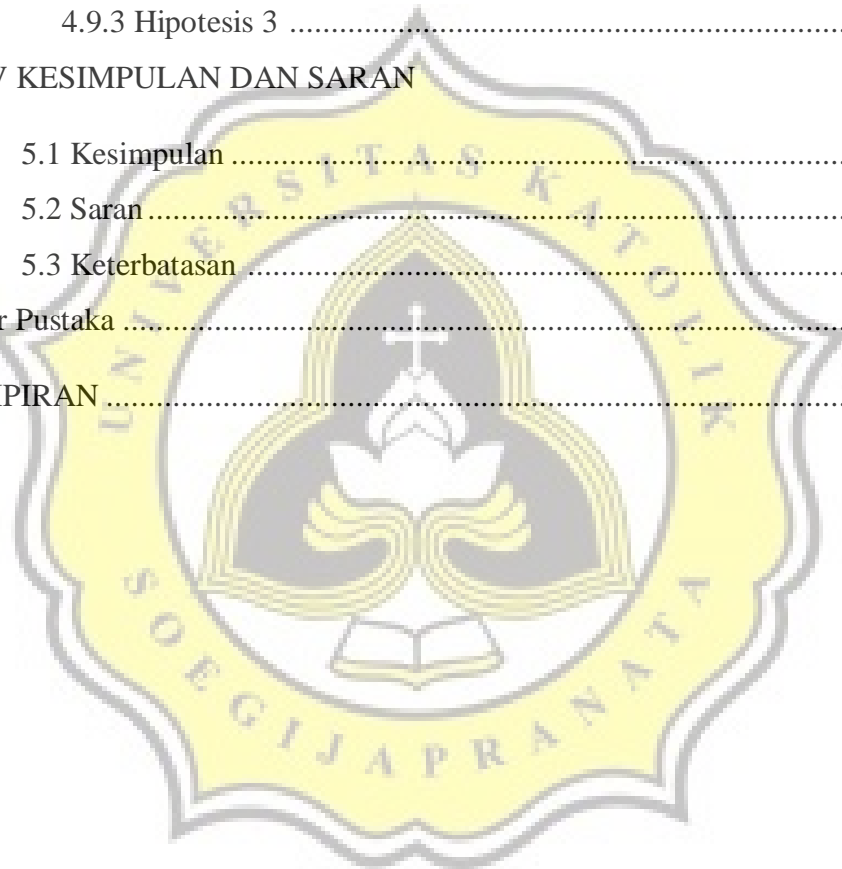 4.9.3 Hipotesis 3 ........................................................................
V KESIMPULAN DAN SARAN
5.1 Kesimpulan ........................................................................
5.2 Saran ........................................................................
5.3 Keterbatasan ........................................................................
r Pustaka ........................................................................
PIRAN ........................................................................
UNIVERSITAS KATOLIK
SOEGIJAPRANATA